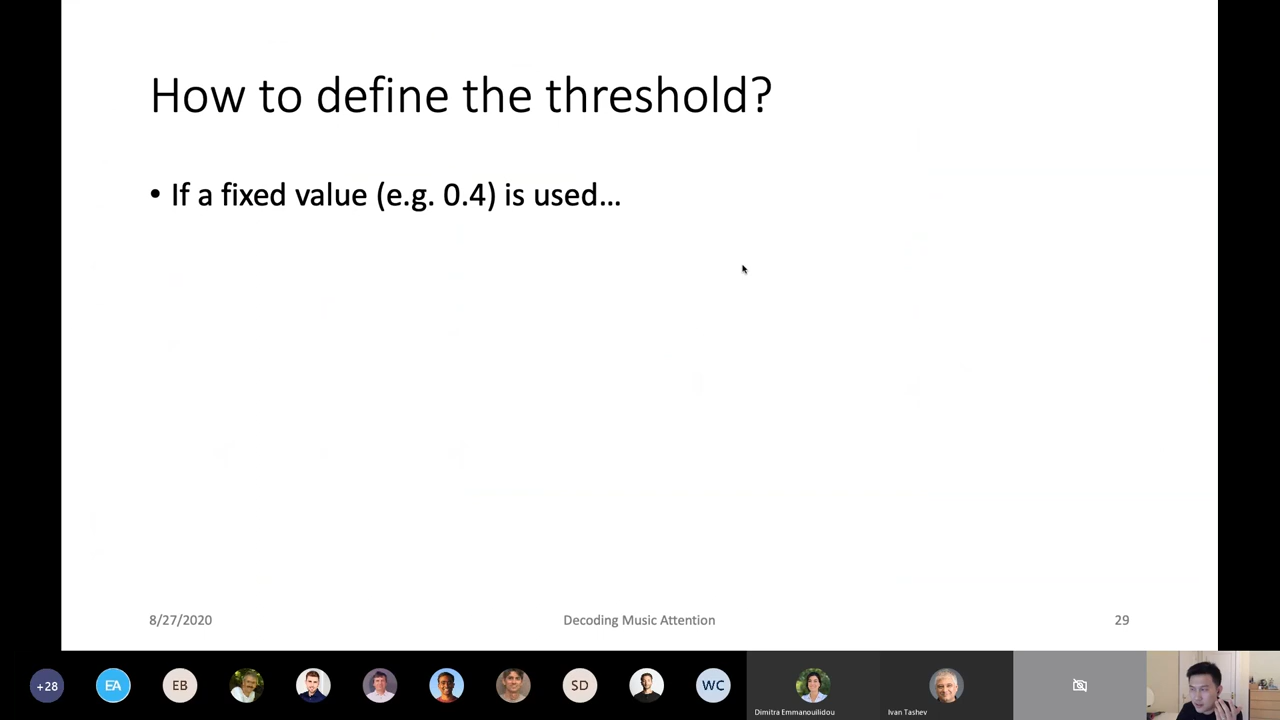 How to define the threshold?
• If a fixed value (e.g. 0.4) is used…
8/27/2020 Decoding Music Attention 29
+28 EA EB SD WC
Dimitra Emmanouilidou Ivan Tashev